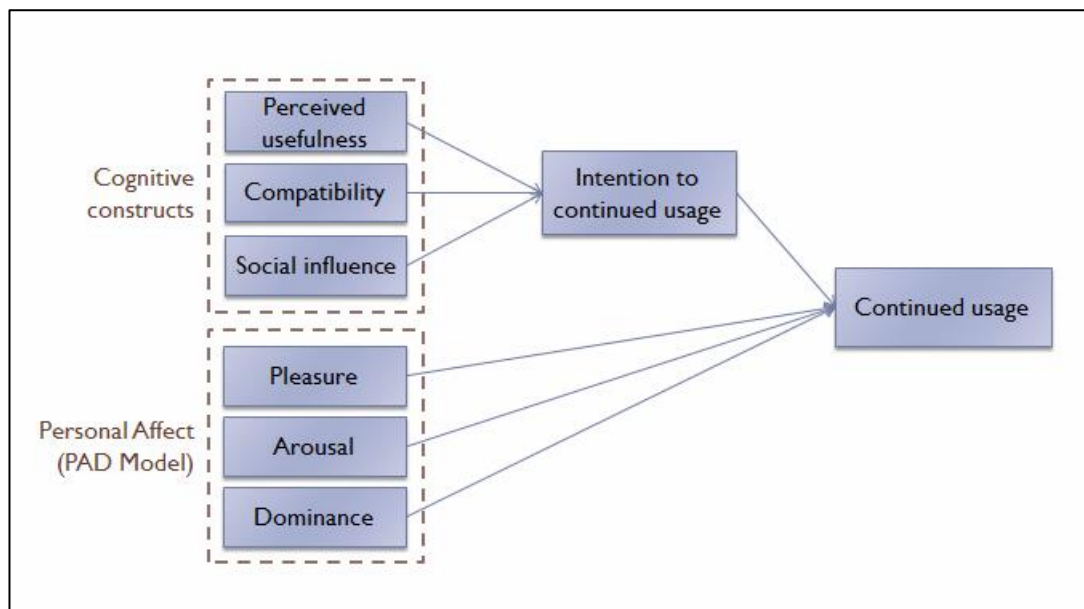 Cognitive
constructs
Perceived
usefulness
Compatibility
Social influence
Intention to
continued usage
Continued usage
Personal Affect
(PAD Model)
Pleasure
Arousal
Dominance